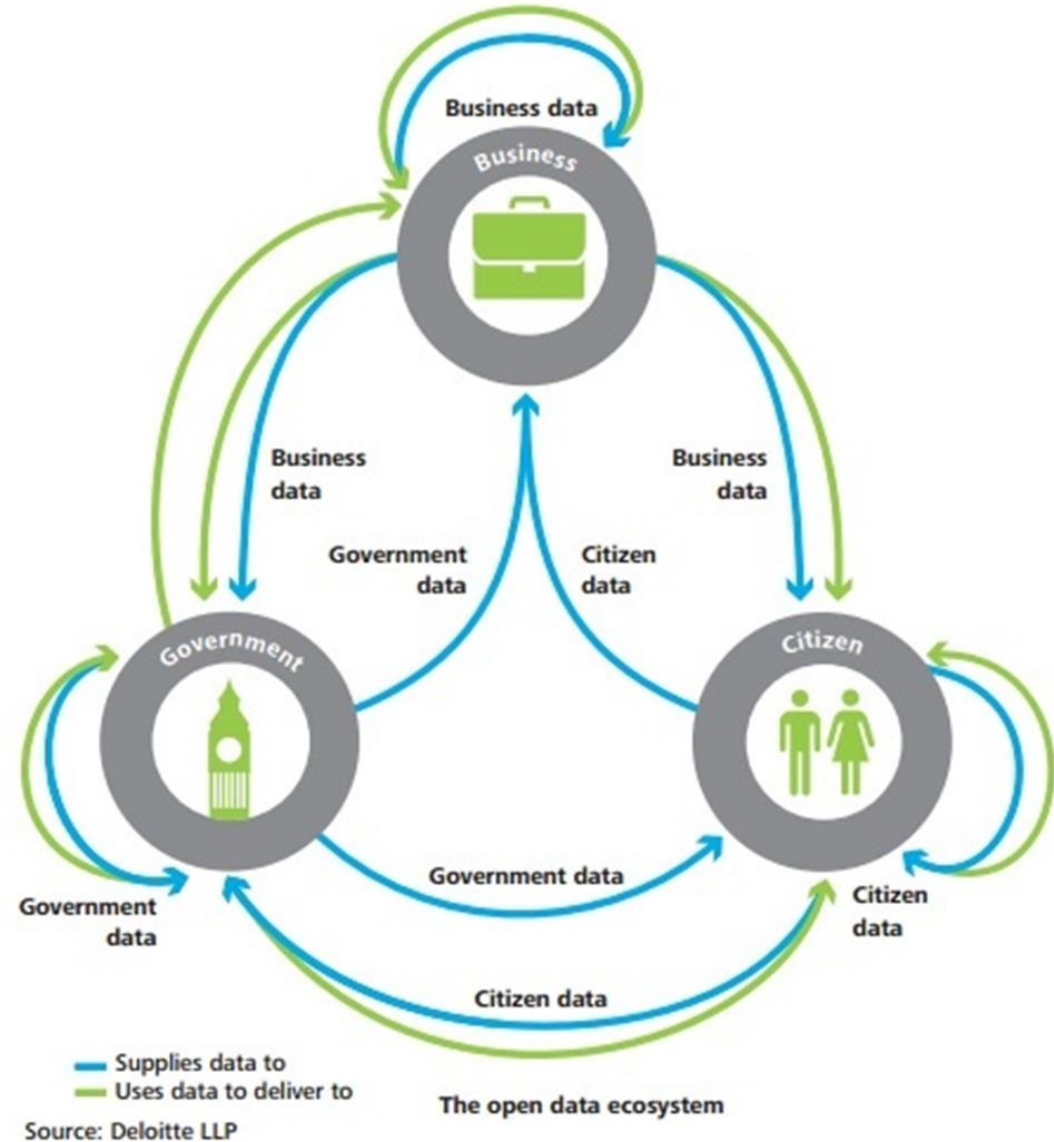 Business data
Business
Business
data
Business
data
Government
data
Citizen
data
Government
Citizen
Government data
Government
data
Citizen
data
Citizen data
Supplies data to
Uses data to deliver to
The open data ecosystem
Source: Deloitte LLP